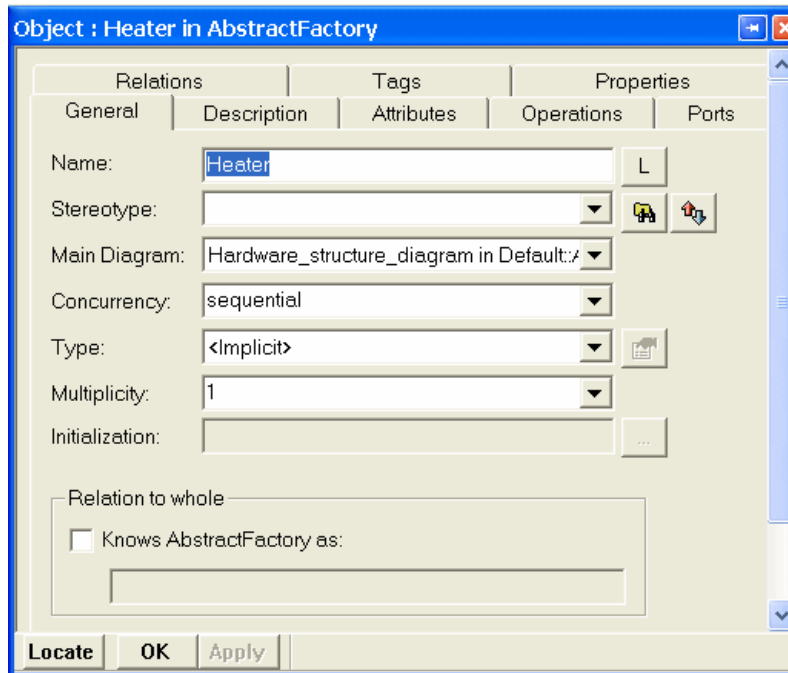 Object : Heater in AbstractFactory
Relations Tags Properties
General Description Attributes Operations Ports
Name: Heater L
Stereotype:
Main Diagram: Hardware_structure_diagram in Default::A
Concurrency: sequential
Type: <Implicit>
Multiplicity: 1
Initialization: ...
Relation to whole
Knows AbstractFactory as:
Locate OK Apply